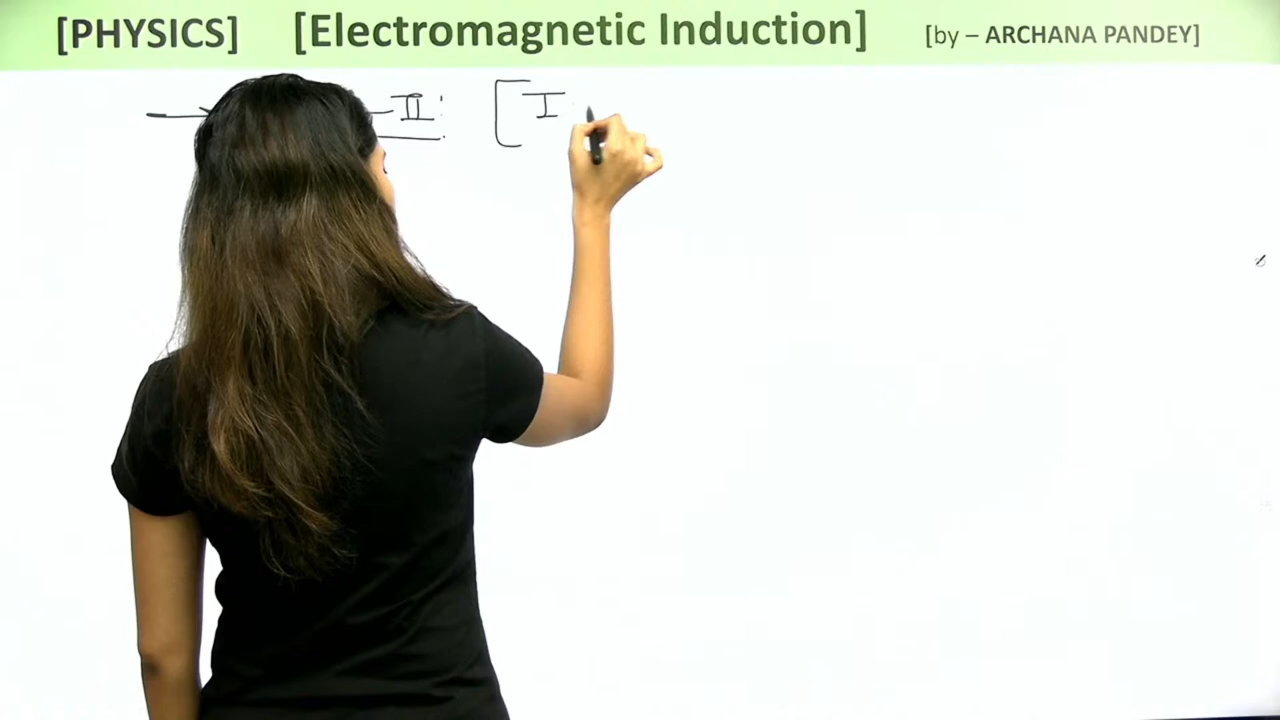 [PHYSICS] [Electromagnetic Induction] [by – ARCHANA PANDEY]
– II : [ I